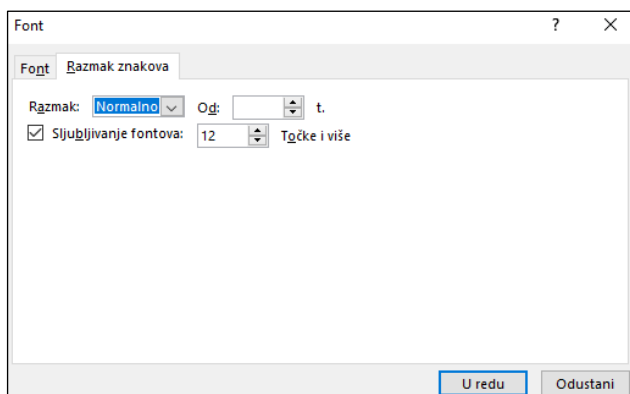 Font ? ×
Font Razmak znakova
Razmak: Normalno Od: t.
Sljubljivanje fontova: 12 Točke i više
U redu Odustani